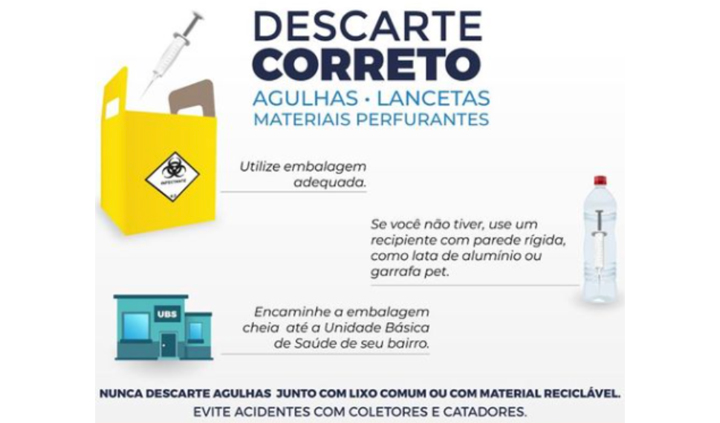 DESCARTE
CORRETO
AGULHAS • LANCETAS
MATERIAIS PERFURANTES
INFECTANTE
Utilize embalagem
adequada.
Se você não tiver, use um
recipiente com parede rígida,
como lata de alumínio ou
garrafa pet.
UBS
Encaminhe a embalagem
cheia até a Unidade Básica
de Saúde de seu bairro.
NUNCA DESCARTE AGULHAS JUNTO COM LIXO COMUM OU COM MATERIAL RECICLÁVEL.
EVITE ACIDENTES COM COLETORES E CATADORES.